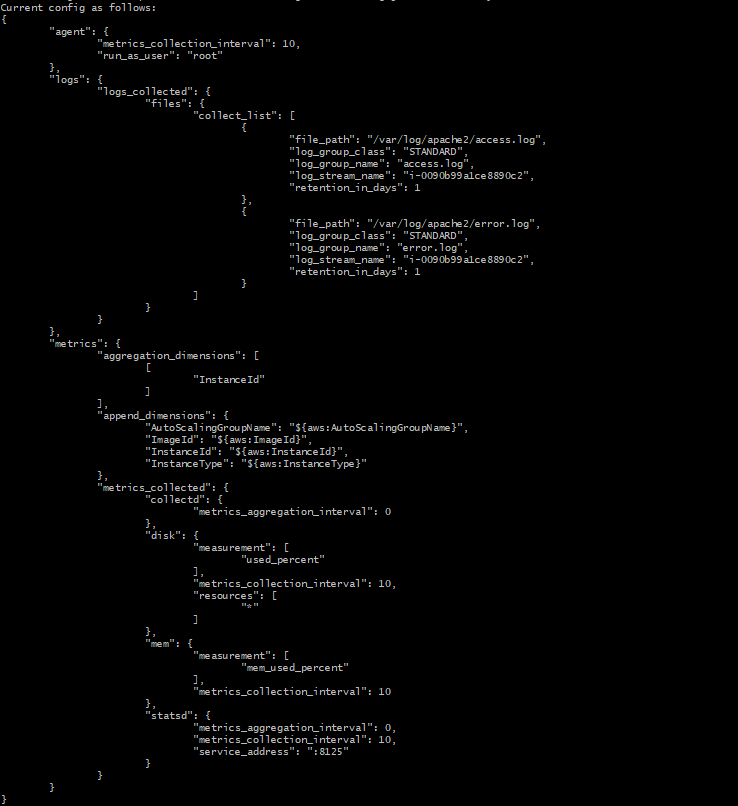 Current config as follows:
{
"agent": {
"metrics_collection_interval": 10,
"run_as_user": "root"
},
"logs": {
"logs_collected": {
"files": {
"collect_list": [
{
"file_path": "/var/log/apache2/access.log",
"log_group_class": "STANDARD",
"log_group_name": "access.log",
"log_stream_name": "i-0090b99a1ce8890c2",
"retention_in_days": 1
},
{
"file_path": "/var/log/apache2/error.log",
"log_group_class": "STANDARD",
"log_group_name": "error.log",
"log_stream_name": "i-0090b99a1ce8890c2",
"retention_in_days": 1
}
]
}
}
},
"metrics": {
"aggregation_dimensions": [
[
"InstanceId"
]
],
"append_dimensions": {
"AutoScalingGroupName": "${aws:AutoScalingGroupName}",
"ImageId": "${aws:ImageId}",
"InstanceId": "${aws:InstanceId}",
"InstanceType": "${aws:InstanceType}"
},
"metrics_collected": {
"collectd": {
"metrics_aggregation_interval": 0
},
"disk": {
"measurement": [
"used_percent"
],
"metrics_collection_interval": 10,
"resources": [
"*"
]
},
"mem": {
"measurement": [
"mem_used_percent"
],
"metrics_collection_interval": 10
},
"statsd": {
"metrics_aggregation_interval": 0,
"metrics_collection_interval": 10,
"service_address": ":8125"
}
}
}
}